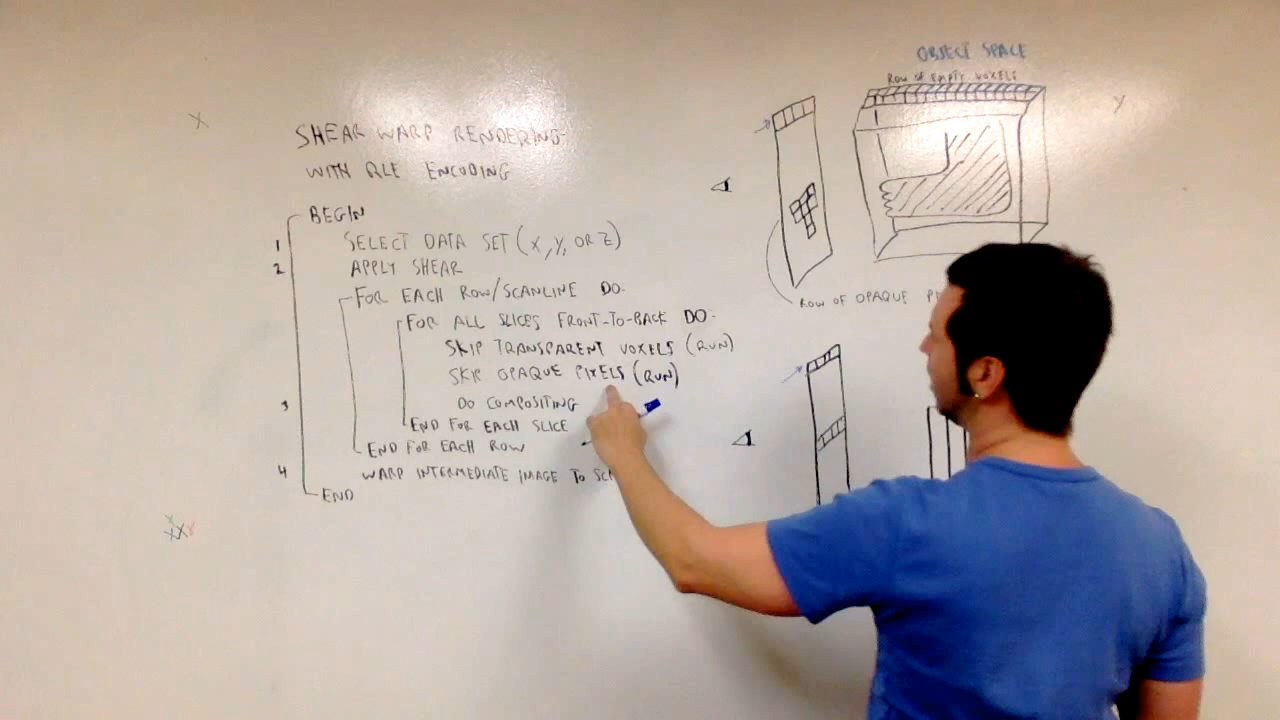 OBJECT SPACE
ROW OF EMPTY VOXELS
X
Y
SHEAR WARP RENDERING
WITH RLE ENCODING
BEGIN
1 SELECT DATA SET (X, Y, OR Z)
2 APPLY SHEAR
FOR EACH ROW/SCANLINE DO:
ROW OF OPAQUE
FOR ALL SLICES FRONT-TO-BACK DO:
SKIP TRANSPARENT VOXELS (RUN)
SKIP OPAQUE PIXELS (RUN)
3 DO COMPOSITING
END FOR EACH SLICE
END FOR EACH ROW
4 WARP INTERMEDIATE IMAGE TO
END